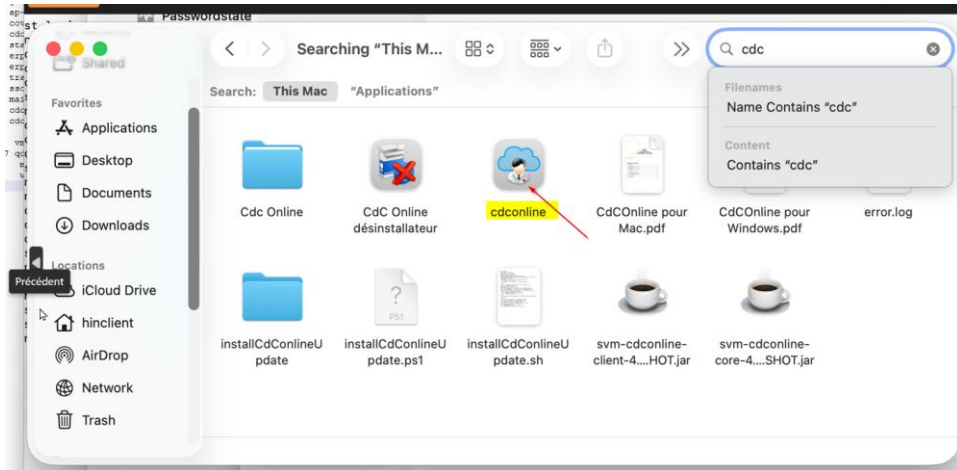 Passwordstate
Searching “This M...
cdc
Shared
Search: This Mac “Applications”
Filenames
Name Contains “cdc”
Content
Contains “cdc”
Favorites
Applications
Desktop
Documents
Downloads
Locations
Précédent
iCloud Drive
hinclient
AirDrop
Network
Trash
Cdc Online
CdC Online
désinstallateur
cdconline
CdCOnline pour
Mac.pdf
CdCOnline pour
Windows.pdf
error.log
PS1
installCdConlineU
pdate
installCdConlineU
pdate.ps1
installCdConlineU
pdate.sh
svm-cdconline-
client-4....HOT.jar
svm-cdconline-
core-4....SHOT.jar